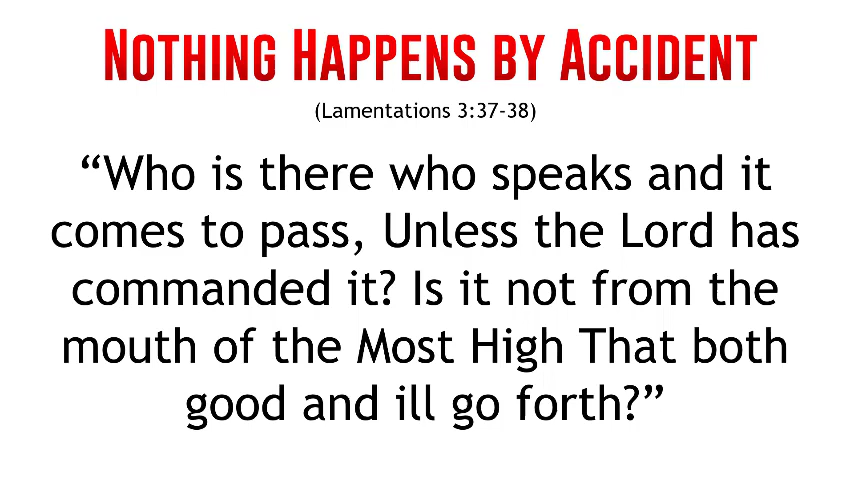 NOTHING HAPPENS BY ACCIDENT
(Lamentations 3:37-38)
“Who is there who speaks and it
comes to pass, Unless the Lord has
commanded it? Is it not from the
mouth of the Most High That both
good and ill go forth?”